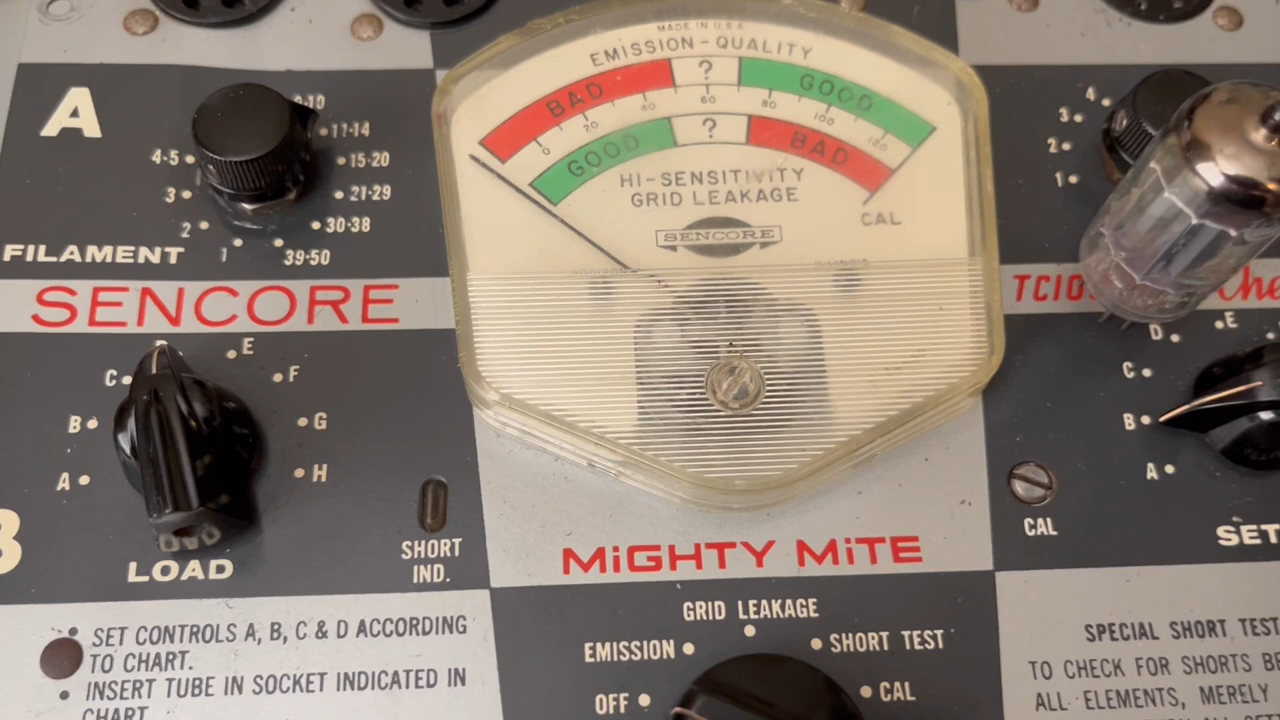 MADE IN U.S.A.
EMISSION - QUALITY
BAD ? GOOD
0 20 40 60 80 100 120
GOOD ? BAD
HI-SENSITIVITY
GRID LEAKAGE
CAL
SENCORE
A
11-14
4-5 15-20
3 21-29
2 30-38
1 39-50
FILAMENT
4
3
2
1
SENCORE
D E
C F
B G
A H
LOAD
SHORT
IND.
B
MiGHTY MiTE
D E
C
B
A
CAL
SET
GRID LEAKAGE
EMISSION SHORT TEST
OFF CAL
• SET CONTROLS A, B, C & D ACCORDING
TO CHART.
• INSERT TUBE IN SOCKET INDICATED IN
CHART.
SPECIAL SHORT TEST
TO CHECK FOR SHORTS
ALL ELEMENTS, MERELY